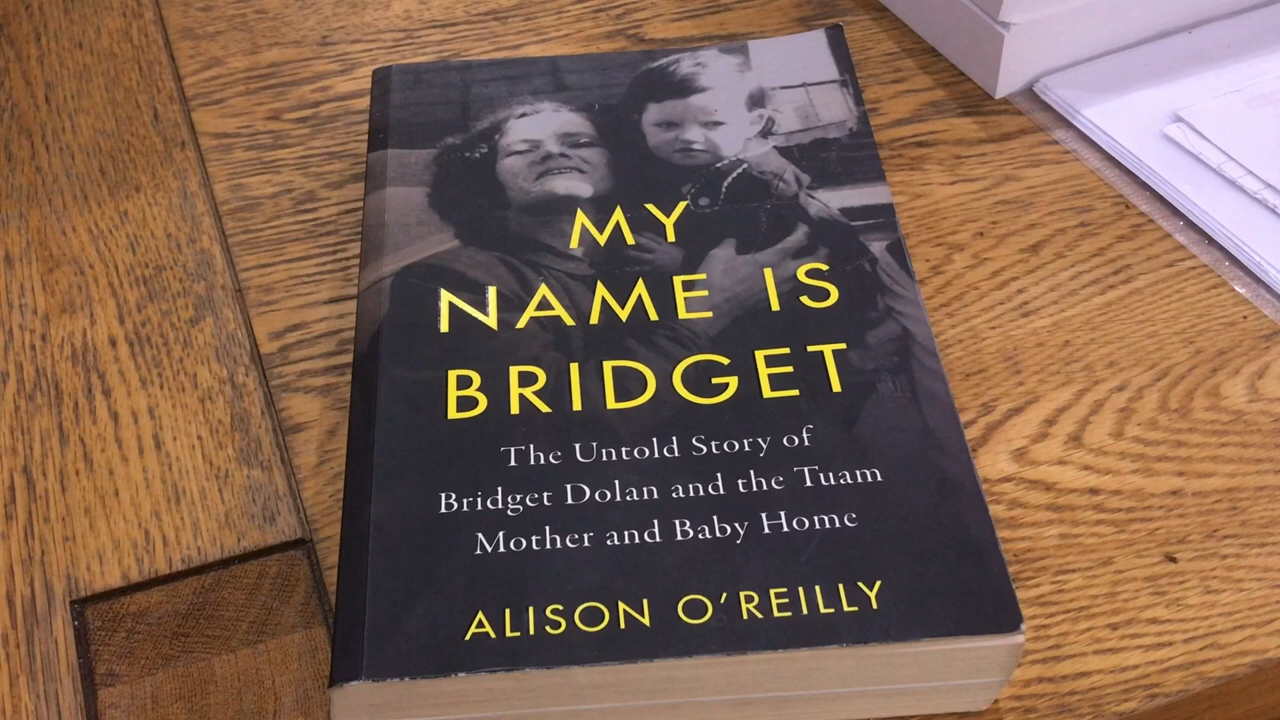 MY
NAME IS
BRIDGET
The Untold Story of
Bridget Dolan and the Tuam
Mother and Baby Home
ALISON O'REILLY